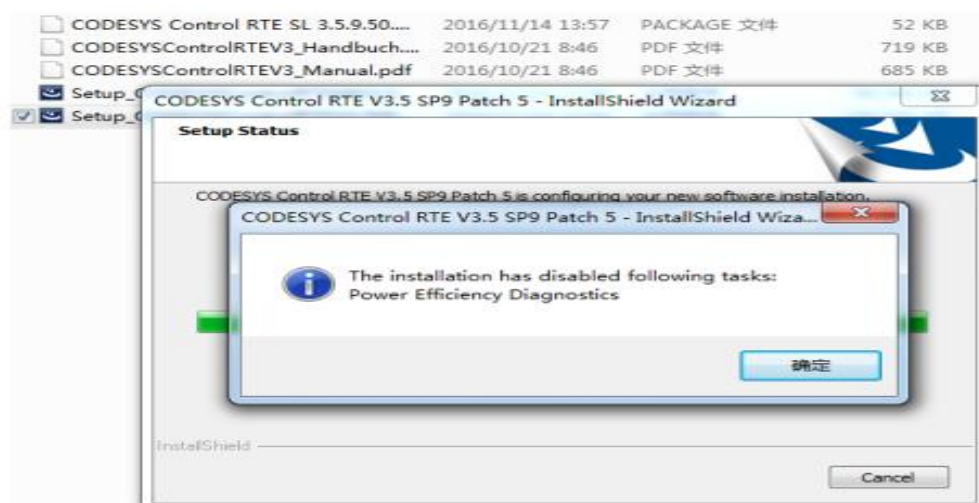 CODESYS Control RTE SL 3.5.9.50.... 2016/11/14 13:57 PACKAGE 文件 52 KB
CODESYSControlRTEV3_Handbuch.... 2016/10/21 8:46 PDF 文件 719 KB
CODESYSControlRTEV3_Manual.pdf 2016/10/21 8:46 PDF 文件 685 KB
Setup_
Setup_
CODESYS Control RTE V3.5 SP9 Patch 5 - InstallShield Wizard
Setup Status
CODESYS Control RTE V3.5 SP9 Patch 5 is configuring your new software installation.
CODESYS Control RTE V3.5 SP9 Patch 5 - InstallShield Wiza...
The installation has disabled following tasks:
Power Efficiency Diagnostics
确定
InstallShield
Cancel